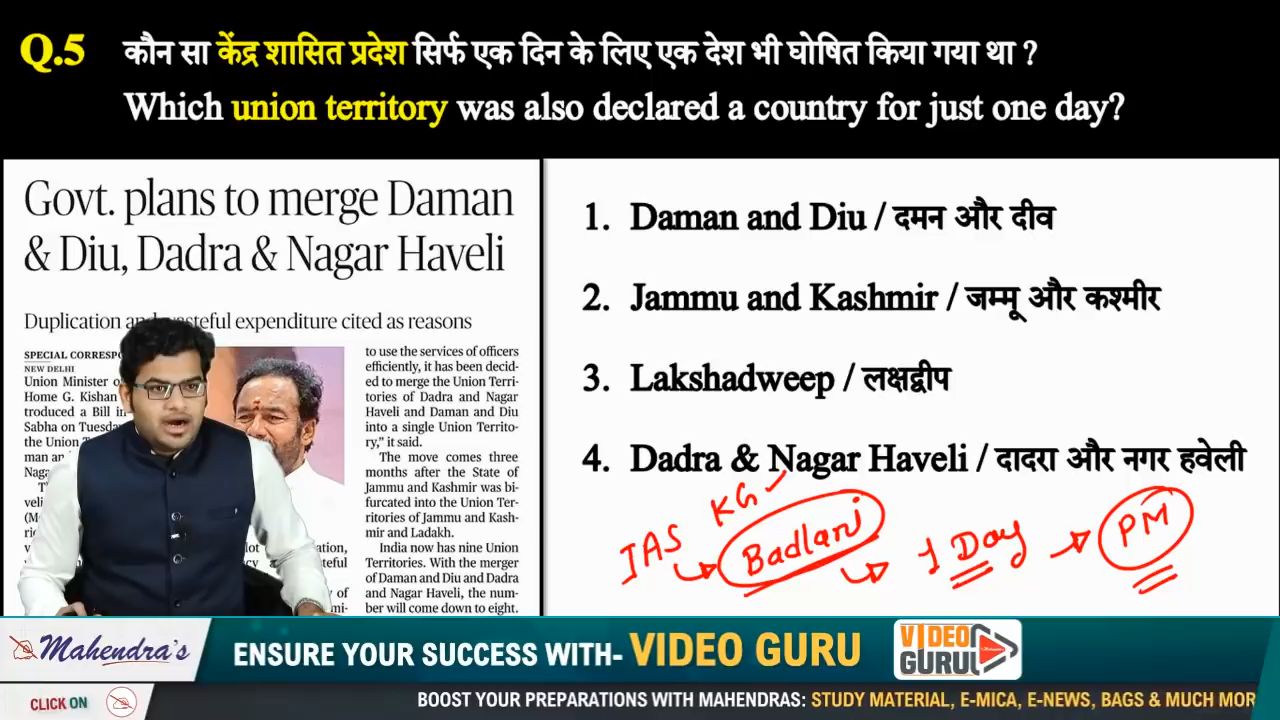 Q.5 कौन सा केंद्र शासित प्रदेश सिर्फ एक दिन के लिए एक देश भी घोषित किया गया था ?
Which union territory was also declared a country for just one day?
Govt. plans to merge Daman
& Diu, Dadra & Nagar Haveli
Duplication and wasteful expenditure cited as reasons
SPECIAL CORRESPO
NEW DELHI
Union Minister o
Home G. Kishan
troduced a Bill in
Sabha on Tuesda
the Union T
man an
Naga
veli
(M
rio
to use the services of officers
efficiently, it has been decid-
ed to merge the Union Terri-
tories of Dadra and Nagar
Haveli and Daman and Diu
into a single Union Territo-
ry,” it said.
The move comes three
months after the State of
Jammu and Kashmir was bi-
furcated into the Union Ter-
ritories of Jammu and Kash-
mir and Ladakh.
India now has nine Union
Territories. With the merger
of Daman and Diu and Dadra
and Nagar Haveli, the num-
ber will come down to eight.
1. Daman and Diu / दमन और दीव
2. Jammu and Kashmir / जम्मू और कश्मीर
3. Lakshadweep / लक्षद्वीप
4. Dadra & Nagar Haveli / दादरा और नगर हवेली
KG
IAS Badlani 1 Day PM
Mahendra's
ENSURE YOUR SUCCESS WITH- VIDEO GURU
VIDEO
GURU
CLICK ON
BOOST YOUR PREPARATIONS WITH MAHENDRAS: STUDY MATERIAL, E-MICA, E-NEWS, BAGS & MUCH MOR